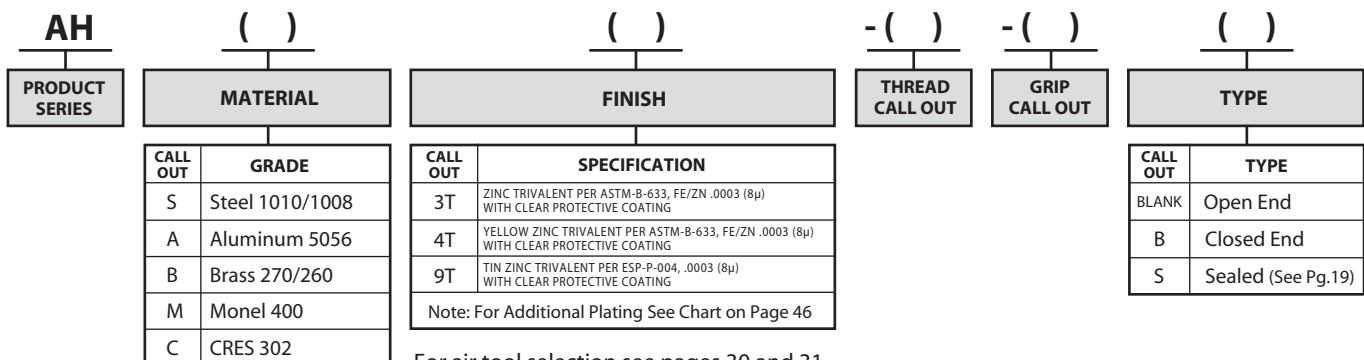 AH ( ) ( ) - ( ) - ( ) ( )
PRODUCT SERIES
MATERIAL
FINISH
THREAD CALL OUT
GRIP CALL OUT
TYPE
CALL OUT GRADE
S Steel 1010/1008
A Aluminum 5056
B Brass 270/260
M Monel 400
C CRES 302
CALL OUT SPECIFICATION
3T ZINC TRIVALENT PER ASTM-B-633, FE/ZN .0003 (8µ)
WITH CLEAR PROTECTIVE COATING
4T YELLOW ZINC TRIVALENT PER ASTM-B-633, FE/ZN .0003 (8µ)
WITH CLEAR PROTECTIVE COATING
9T TIN ZINC TRIVALENT PER ESP-P-004, .0003 (8µ)
WITH CLEAR PROTECTIVE COATING
Note: For Additional Plating See Chart on Page 46
CALL OUT TYPE
BLANK Open End
B Closed End
S Sealed (See Pg.19)
For air tool selection see pages 30 and 31